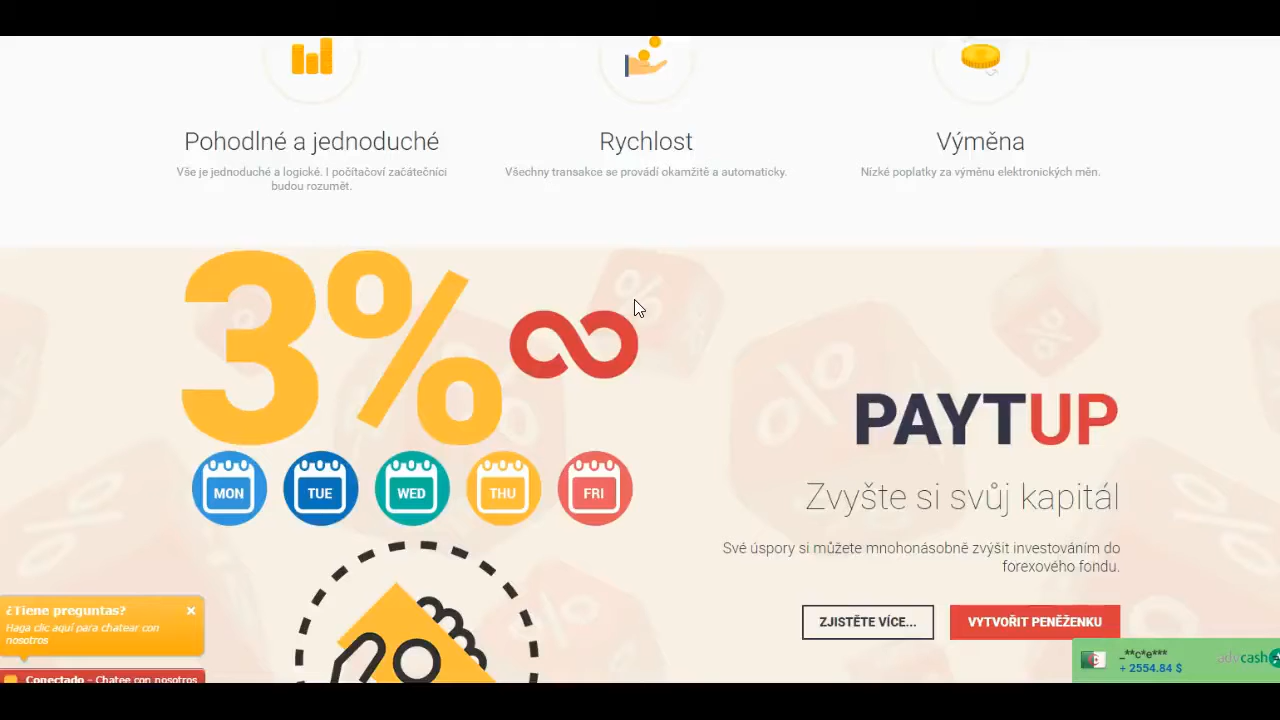 Pohodlné a jednoduché
Vše je jednoduché a logické. I počítačoví začátečníci
budou rozumět.
Rychlost
Všechny transakce se provádí okamžitě a automaticky.
Výměna
Nízké poplatky za výměnu elektronických měn.
3%
MON
TUE
WED
THU
FRI
PAYTUP
Zvyšte si svůj kapitál
Své úspory si můžete mnohonásobně zvýšit investováním do
forexového fondu.
ZJISTĚTE VÍCE...
VYTVOŘIT PENĚŽENKU
¿Tiene preguntas?
Haga clic aquí para chatear con
nosotros
Conectado - Chatee con nosotros
_**c*e***
+ 2554.84 $
advcash